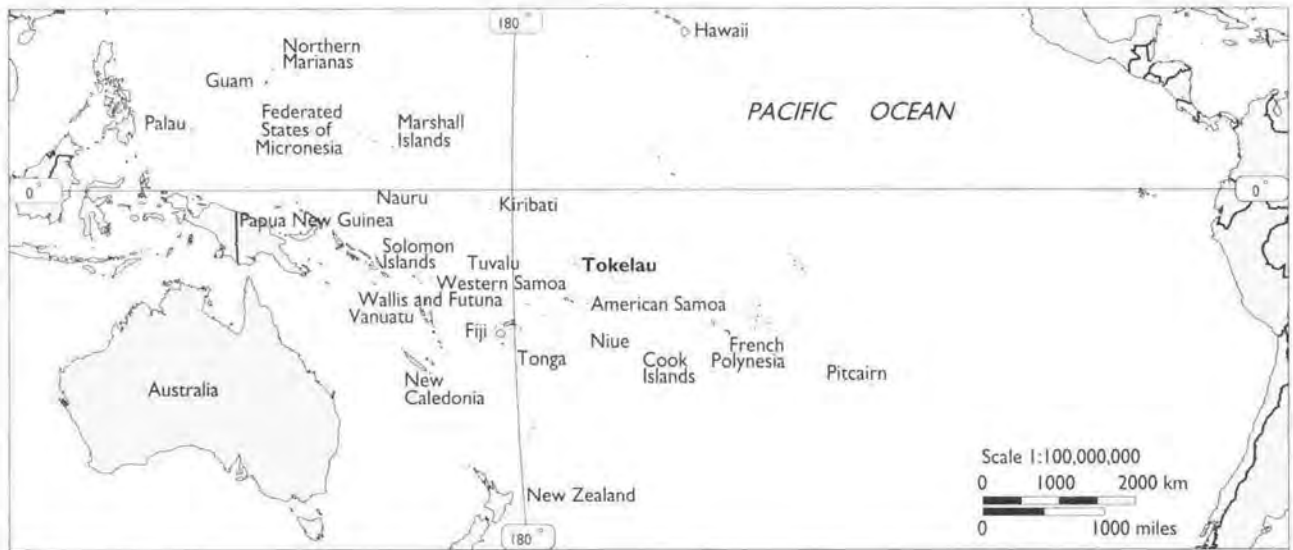 180°
Hawaii
Northern
Marianas
Guam
Federated
States of
Micronesia
Palau
Marshall
Islands
PACIFIC OCEAN
0°
0°
Nauru
Kiribati
Papua New Guinea
Solomon
Islands
Tuvalu
Tokelau
Western Samoa
Wallis and Futuna
American Samoa
Vanuatu
Fiji
Niue
French
Polynesia
Tonga
Cook
Islands
Pitcairn
New
Caledonia
Australia
Scale 1:100,000,000
0 1000 2000 km
0 1000 miles
New Zealand
180°